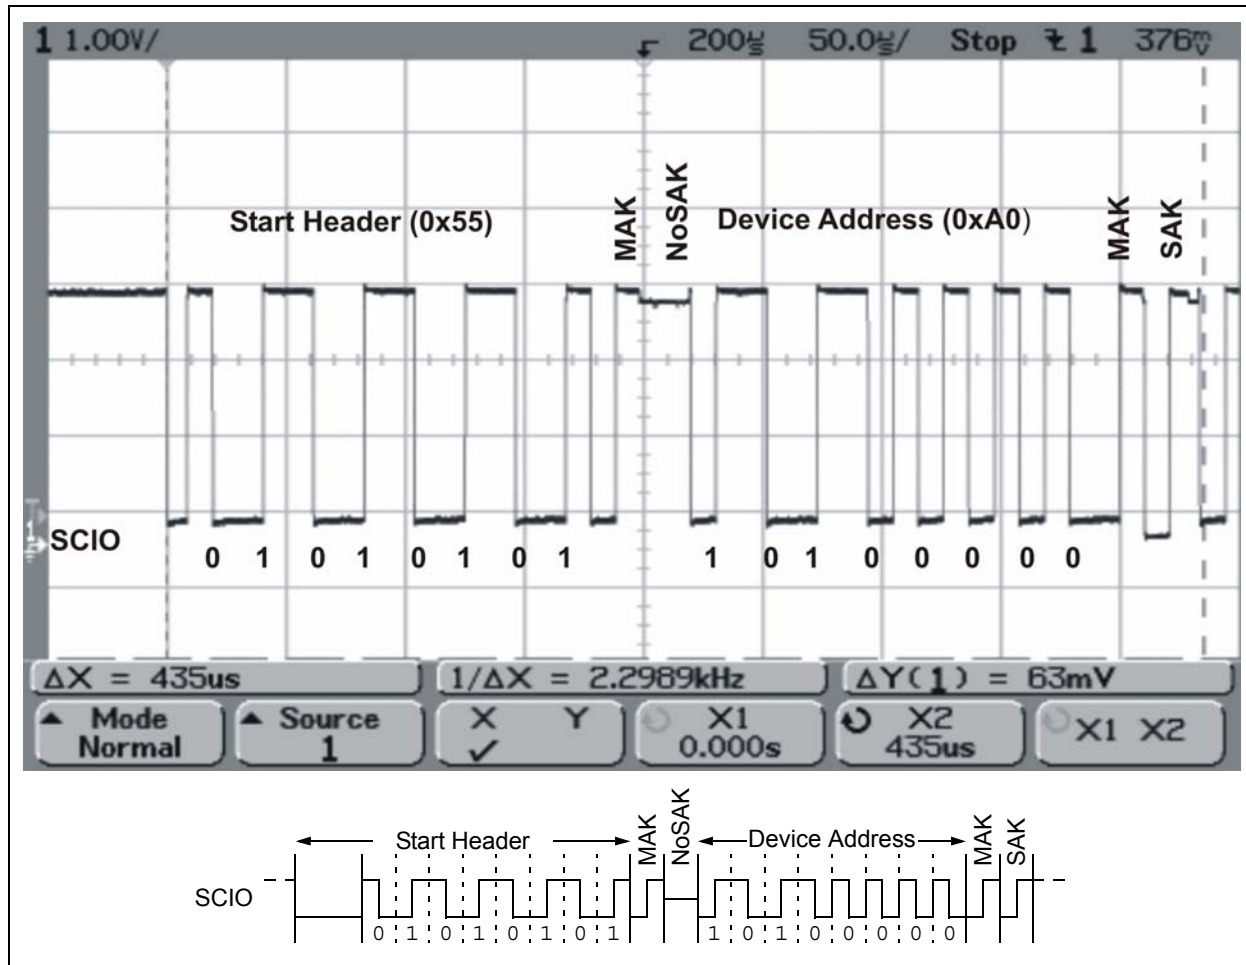 1 1.00V/ 200µs 50.0µs/ Stop 1 376mV
MAK
NoSAK
Start Header (0x55)
Device Address (0xA0)
MAK
SAK
1
SCIO
0 1 0 1 0 1 0 1 1 0 1 0 0 0 0 0
ΔX = 435us 1/ΔX = 2.2989kHz ΔY(1) = 63mV
Mode Source X Y X1 X2 X1 X2
Normal 1 ✓ 0.000s 435us
Start Header
MAK
NoSAK
Device Address
MAK
SAK
SCIO
0 1 0 1 0 1 0 1 1 0 1 0 0 0 0 0